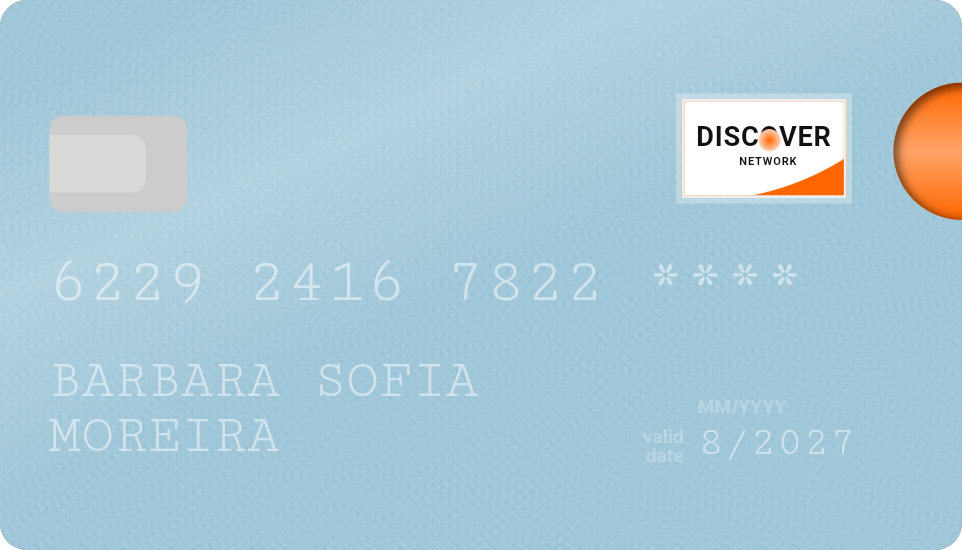 DISCOVER
NETWORK
6229 2416 7822 ****
BARBARA SOFIA
MOREIRA
MM/YYYY
valid
date
8/2027